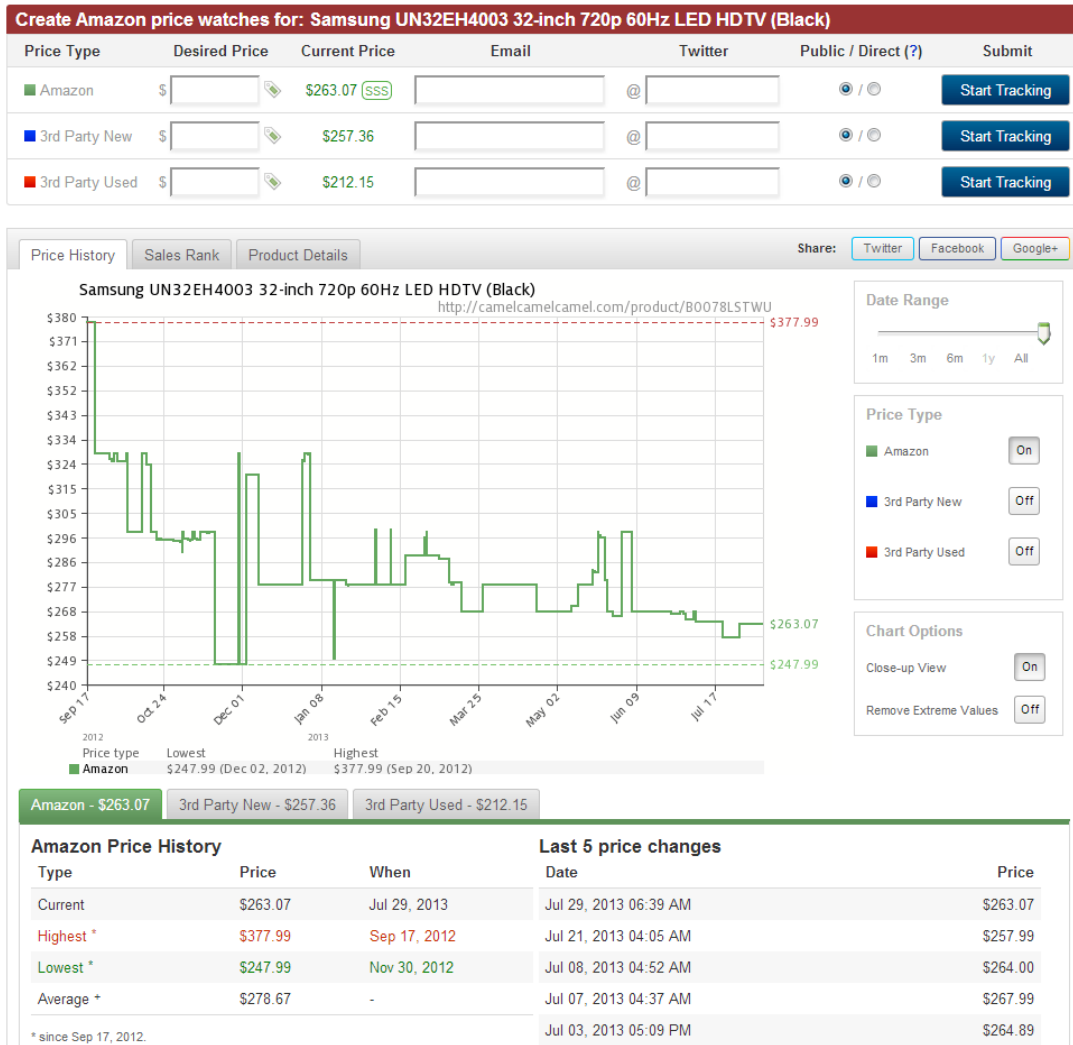 Create Amazon price watches for: Samsung UN32EH4003 32-inch 720p 60Hz LED HDTV (Black)
Price Type Desired Price Current Price Email Twitter Public / Direct (?) Submit
Amazon $ $263.07 SSS @ / Start Tracking
3rd Party New $ $257.36 @ / Start Tracking
3rd Party Used $ $212.15 @ / Start Tracking
Price History Sales Rank Product Details Share: Twitter Facebook Google+
Samsung UN32EH4003 32-inch 720p 60Hz LED HDTV (Black)
http://camelcamelcamel.com/product/B0078LSTWU
$380
$371
$362
$352
$343
$334
$324
$315
$305
$296
$286
$277
$268
$258
$249
$240
$377.99
$263.07
$247.99
Sep 17 Oct 24 Dec 01 Jan 08 Feb 15 Mar 25 May 02 Jun 09 Jul 17
2012 2013
Price type Lowest Highest
Amazon $247.99 (Dec 02, 2012) $377.99 (Sep 20, 2012)
Date Range
1m 3m 6m 1y All
Price Type
Amazon On
3rd Party New Off
3rd Party Used Off
Chart Options
Close-up View On
Remove Extreme Values Off
Amazon - $263.07 3rd Party New - $257.36 3rd Party Used - $212.15
Amazon Price History
Type Price When
Current $263.07 Jul 29, 2013
Highest * $377.99 Sep 17, 2012
Lowest * $247.99 Nov 30, 2012
Average + $278.67 -
* since Sep 17, 2012.
Last 5 price changes
Date Price
Jul 29, 2013 06:39 AM $263.07
Jul 21, 2013 04:05 AM $257.99
Jul 08, 2013 04:52 AM $264.00
Jul 07, 2013 04:37 AM $267.99
Jul 03, 2013 05:09 PM $264.89